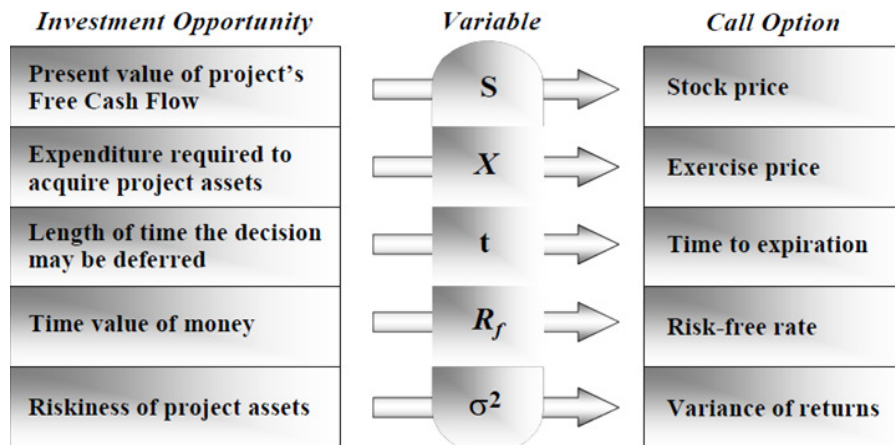 Investment Opportunity Variable Call Option
Present value of project's
Free Cash Flow
S
Stock price
Expenditure required to
acquire project assets
X
Exercise price
Length of time the decision
may be deferred
t
Time to expiration
Time value of money
R_f
Risk-free rate
Riskiness of project assets
σ²
Variance of returns